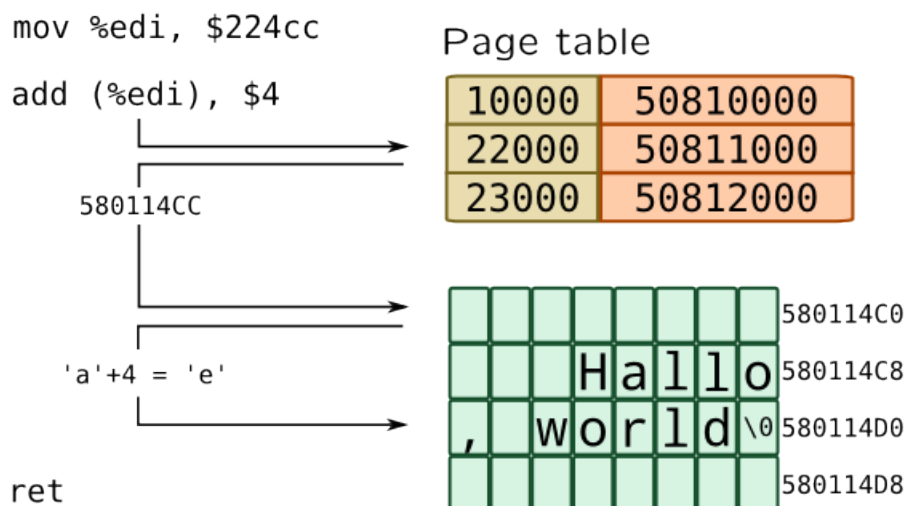 mov %edi, $224cc
add (%edi), $4
580114CC
'a'+4 = 'e'
ret
Page table
10000 50810000
22000 50811000
23000 50812000
580114C0
Hallo 580114C8
, world\0 580114D0
580114D8